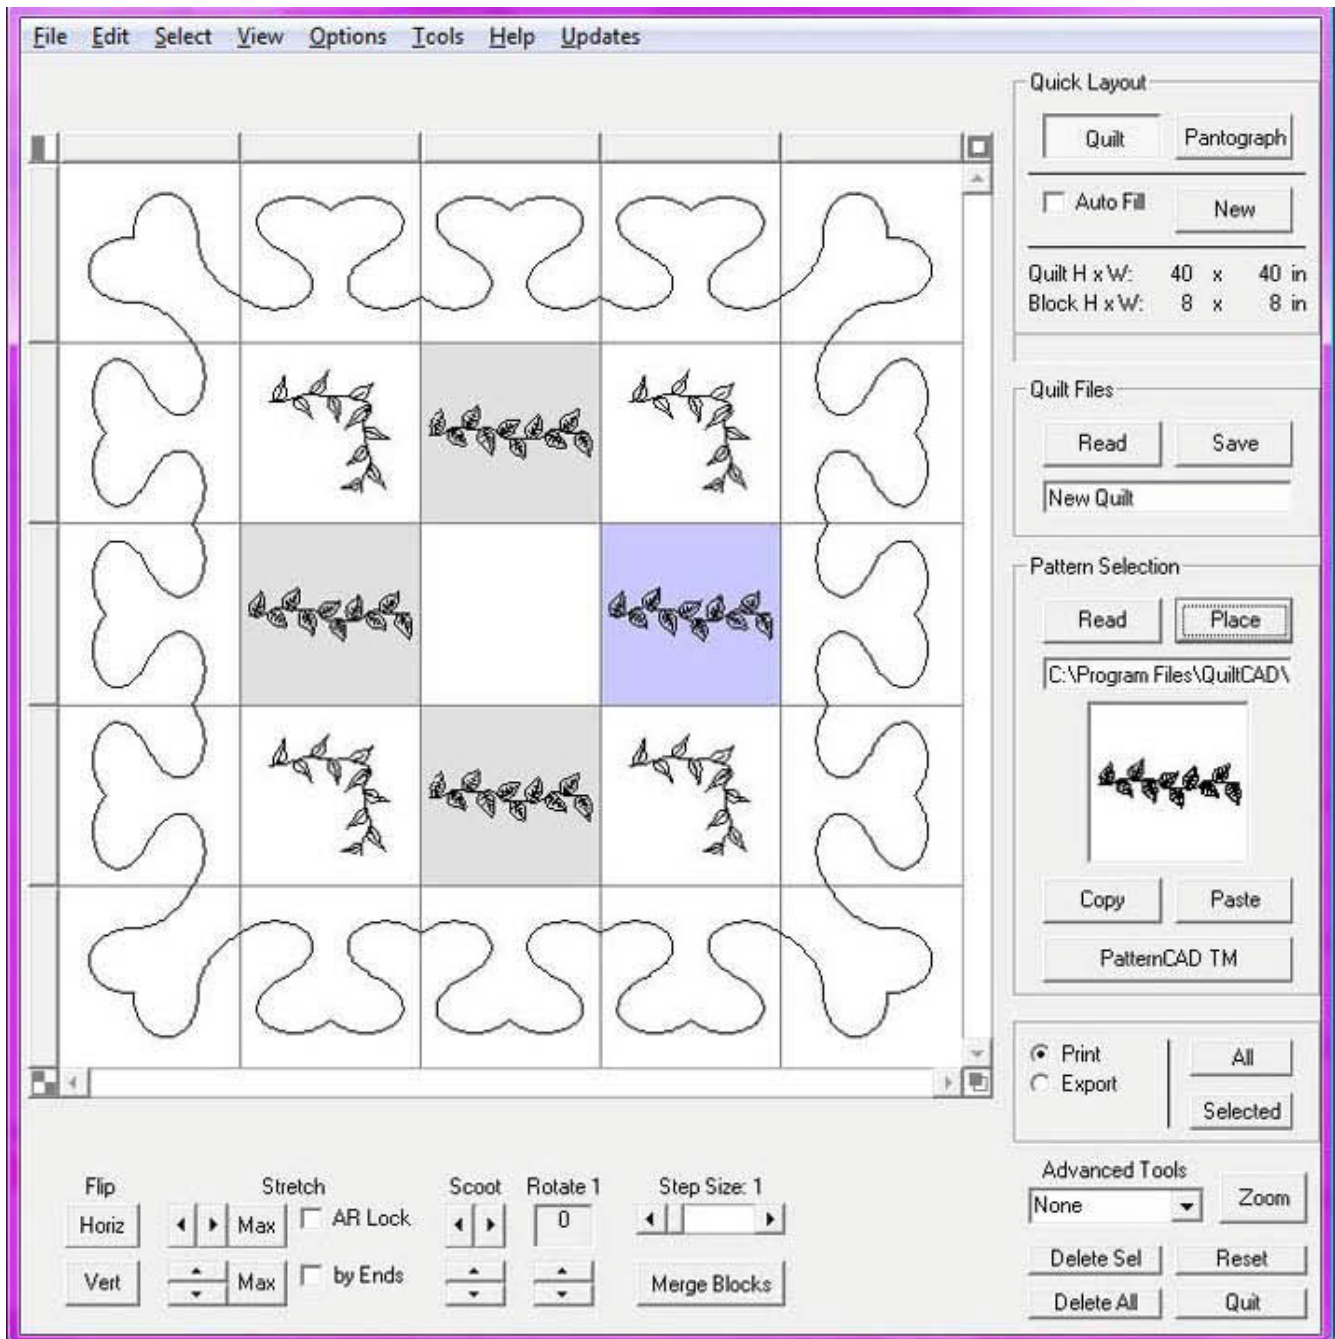 File Edit Select View Options Tools Help Updates
Quick Layout
Quilt Pantograph
Auto Fill New
Quilt H x W: 40 x 40 in
Block H x W: 8 x 8 in
Quilt Files
Read Save
New Quilt
Pattern Selection
Read Place
C:\Program Files\QuiltCAD\
Copy Paste
PatternCAD TM
Print All
Export
Selected
Flip Stretch Scoot Rotate 1 Step Size: 1
Horiz Max AR Lock 0
Vert Max by Ends Merge Blocks
Advanced Tools
None Zoom
Delete Sel Reset
Delete All Quit